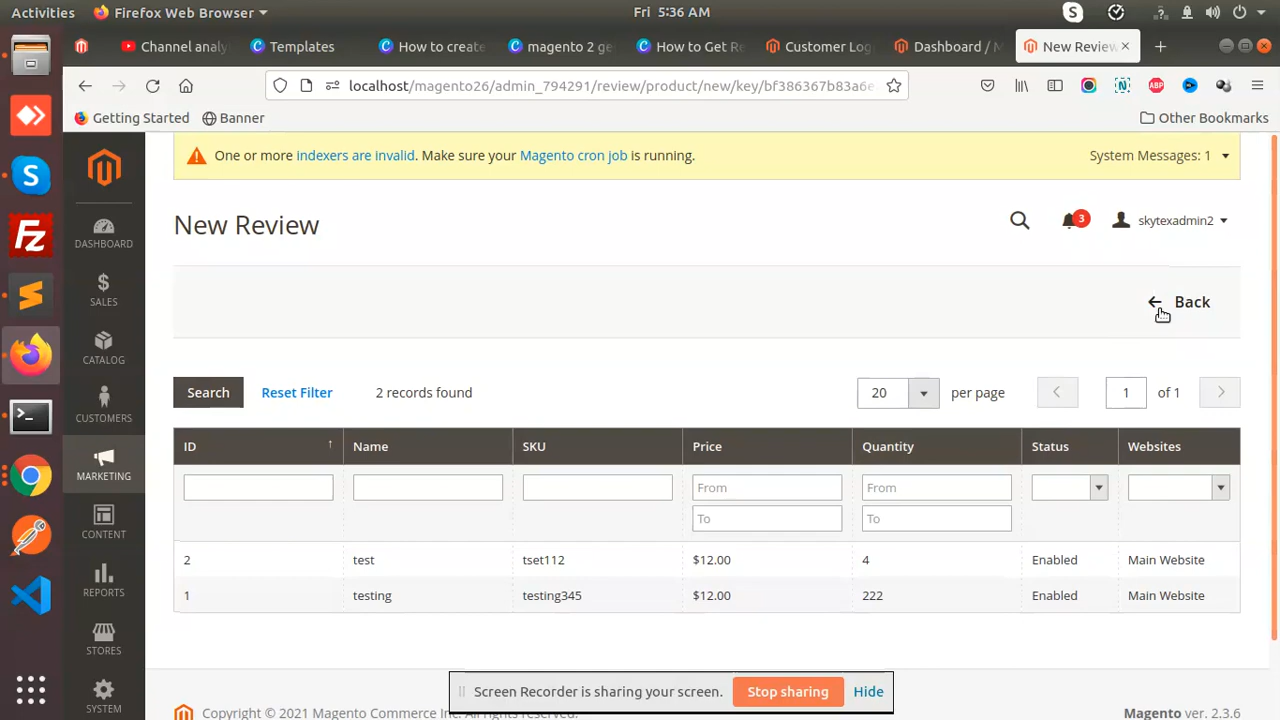 Activities
Firefox Web Browser
Fri 5:36 AM
Channel analy
Templates
How to create
magento 2 ge
How to Get Re
Customer Log
Dashboard / M
New Review
localhost/magento26/admin_794291/review/product/new/key/bf386367b83a6e
Getting Started
Banner
Other Bookmarks
One or more indexers are invalid. Make sure your Magento cron job is running.
System Messages: 1
New Review
3
skytexadmin2
Back
DASHBOARD
SALES
CATALOG
CUSTOMERS
MARKETING
CONTENT
REPORTS
STORES
SYSTEM
Search
Reset Filter
2 records found
20
per page
1
of 1
ID
Name
SKU
Price
Quantity
Status
Websites
From
From
To
To
2 test tset112 $12.00 4 Enabled Main Website
1 testing testing345 $12.00 222 Enabled Main Website
Screen Recorder is sharing your screen.
Stop sharing
Hide
Copyright © 2021 Magento Commerce Inc. All rights reserved.
Magento ver. 2.3.6